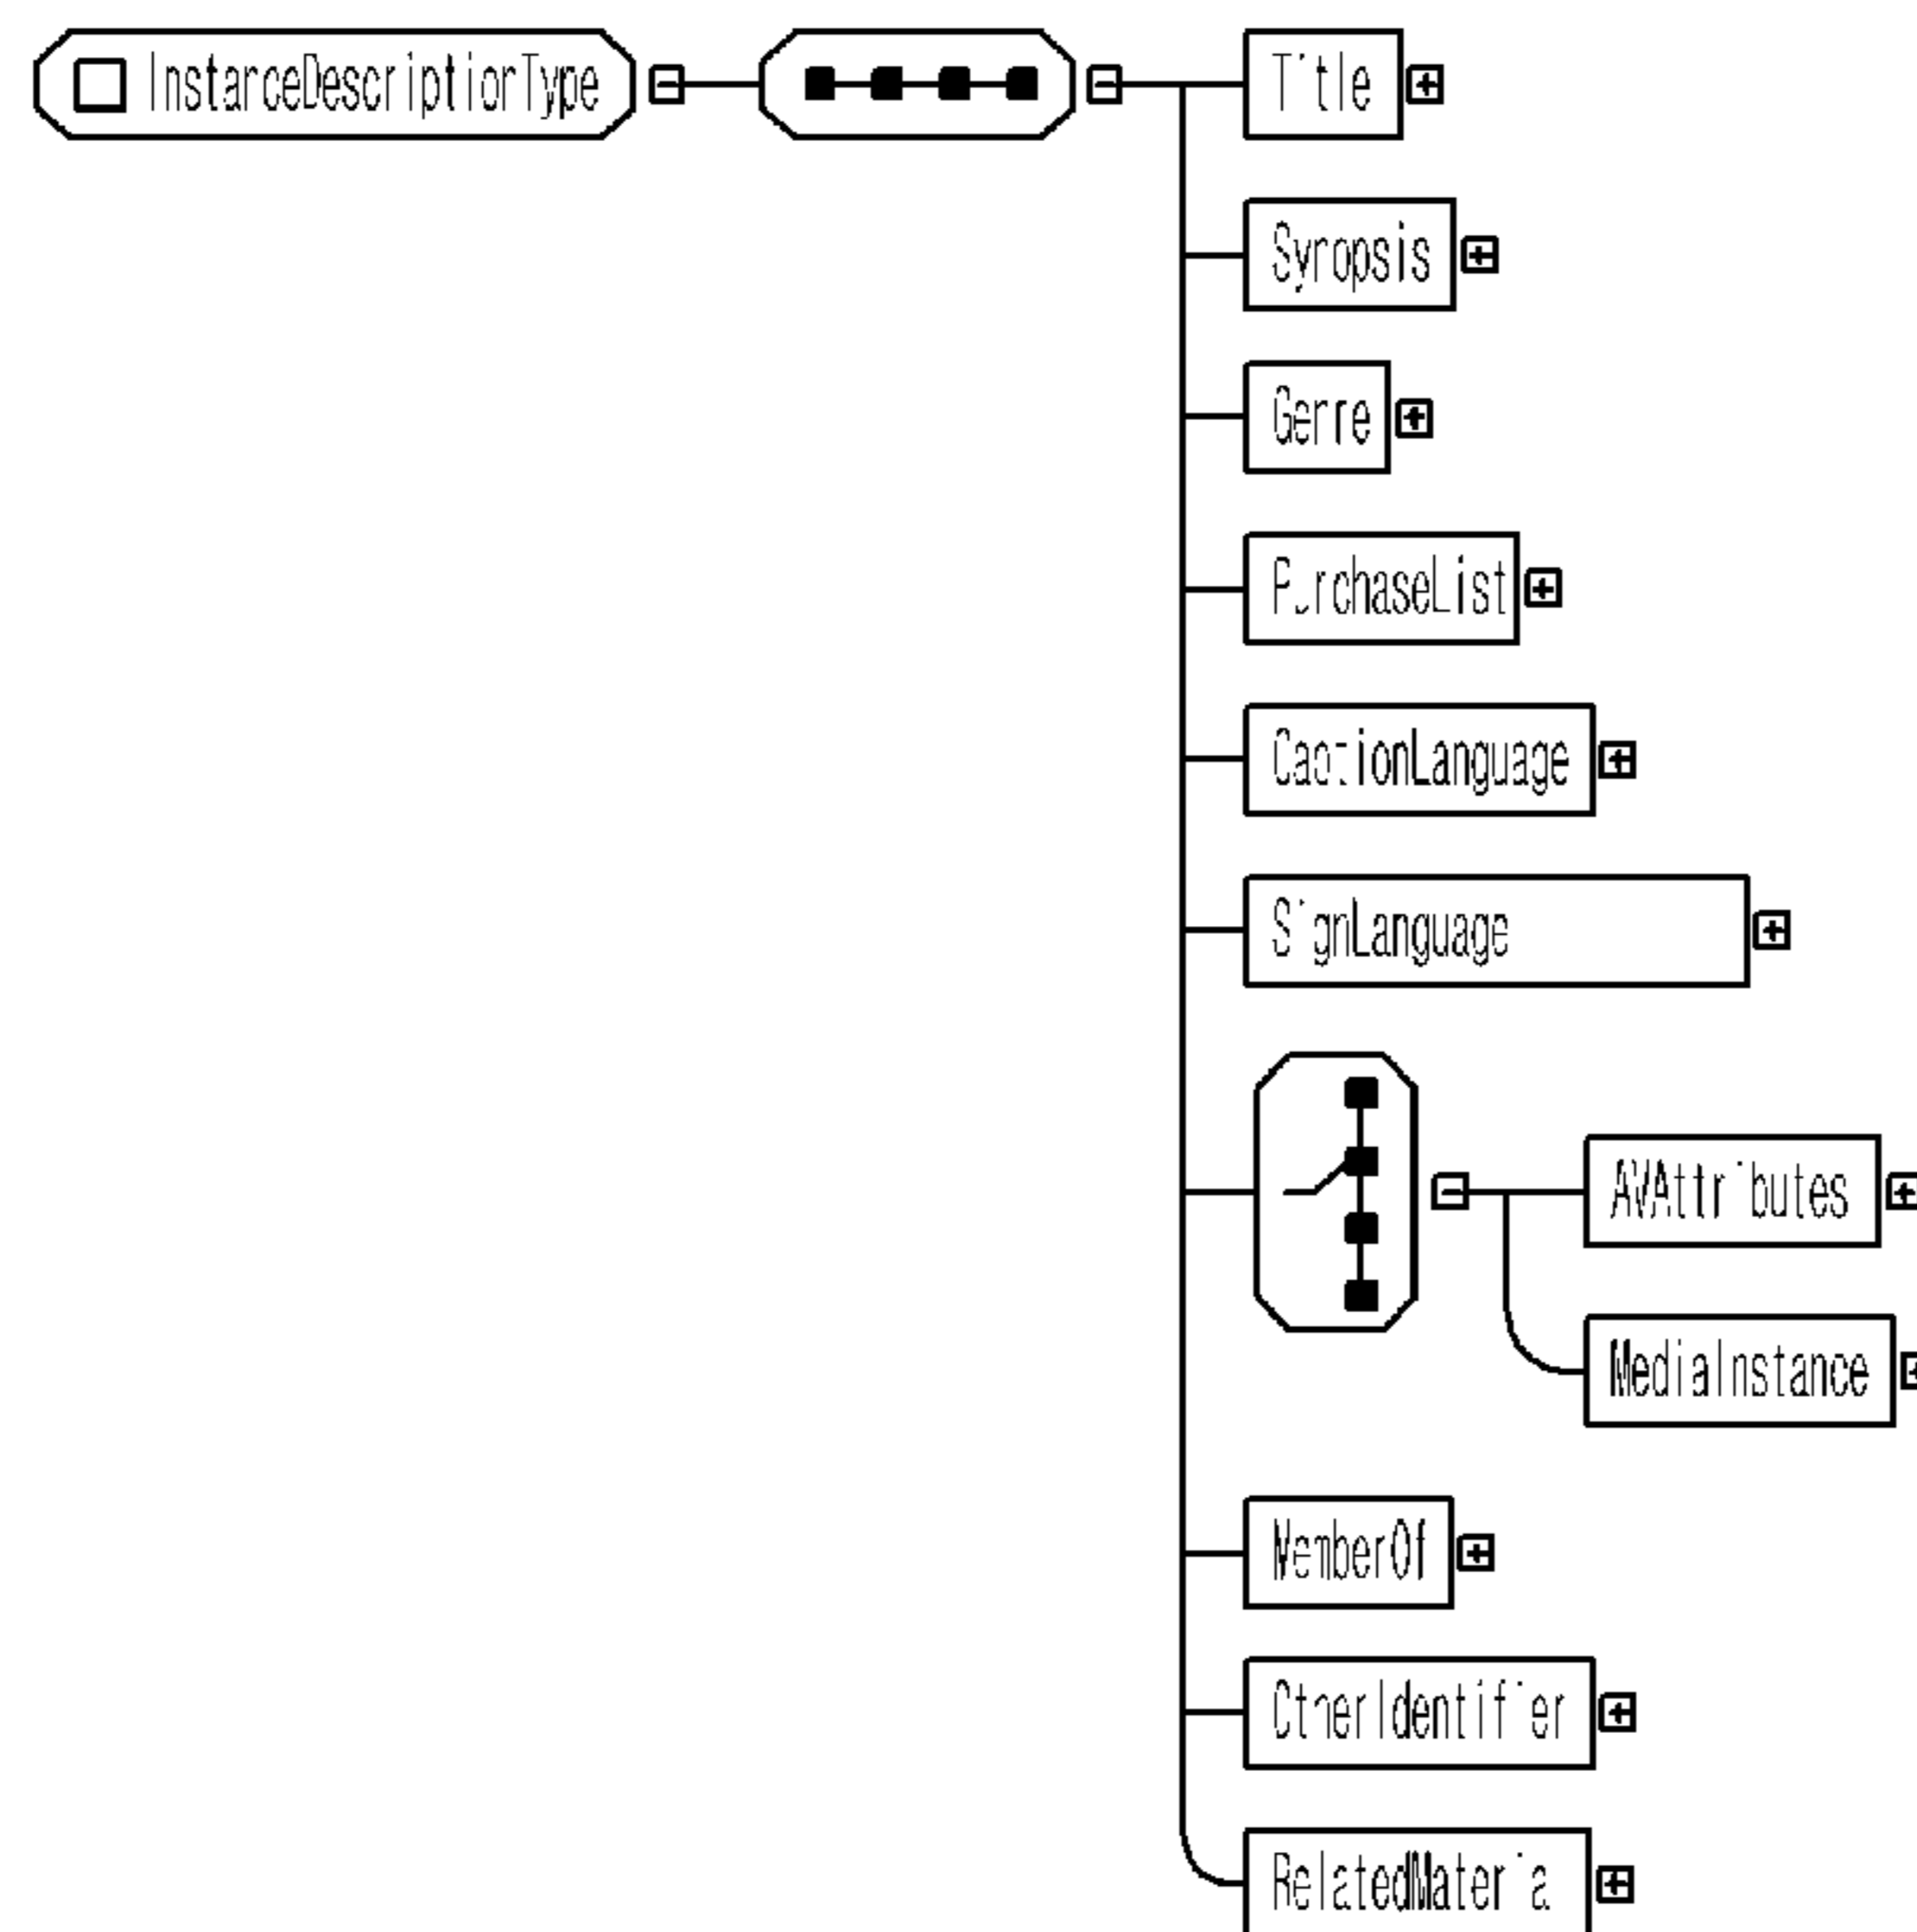 InstanceDescriptionType
Title
Synopsis
Genre
PurchaseList
CaptionLanguage
SignLanguage
AVAttributes
MediaInstance
MemberOf
OtherIdentifier
RelatedMaterial